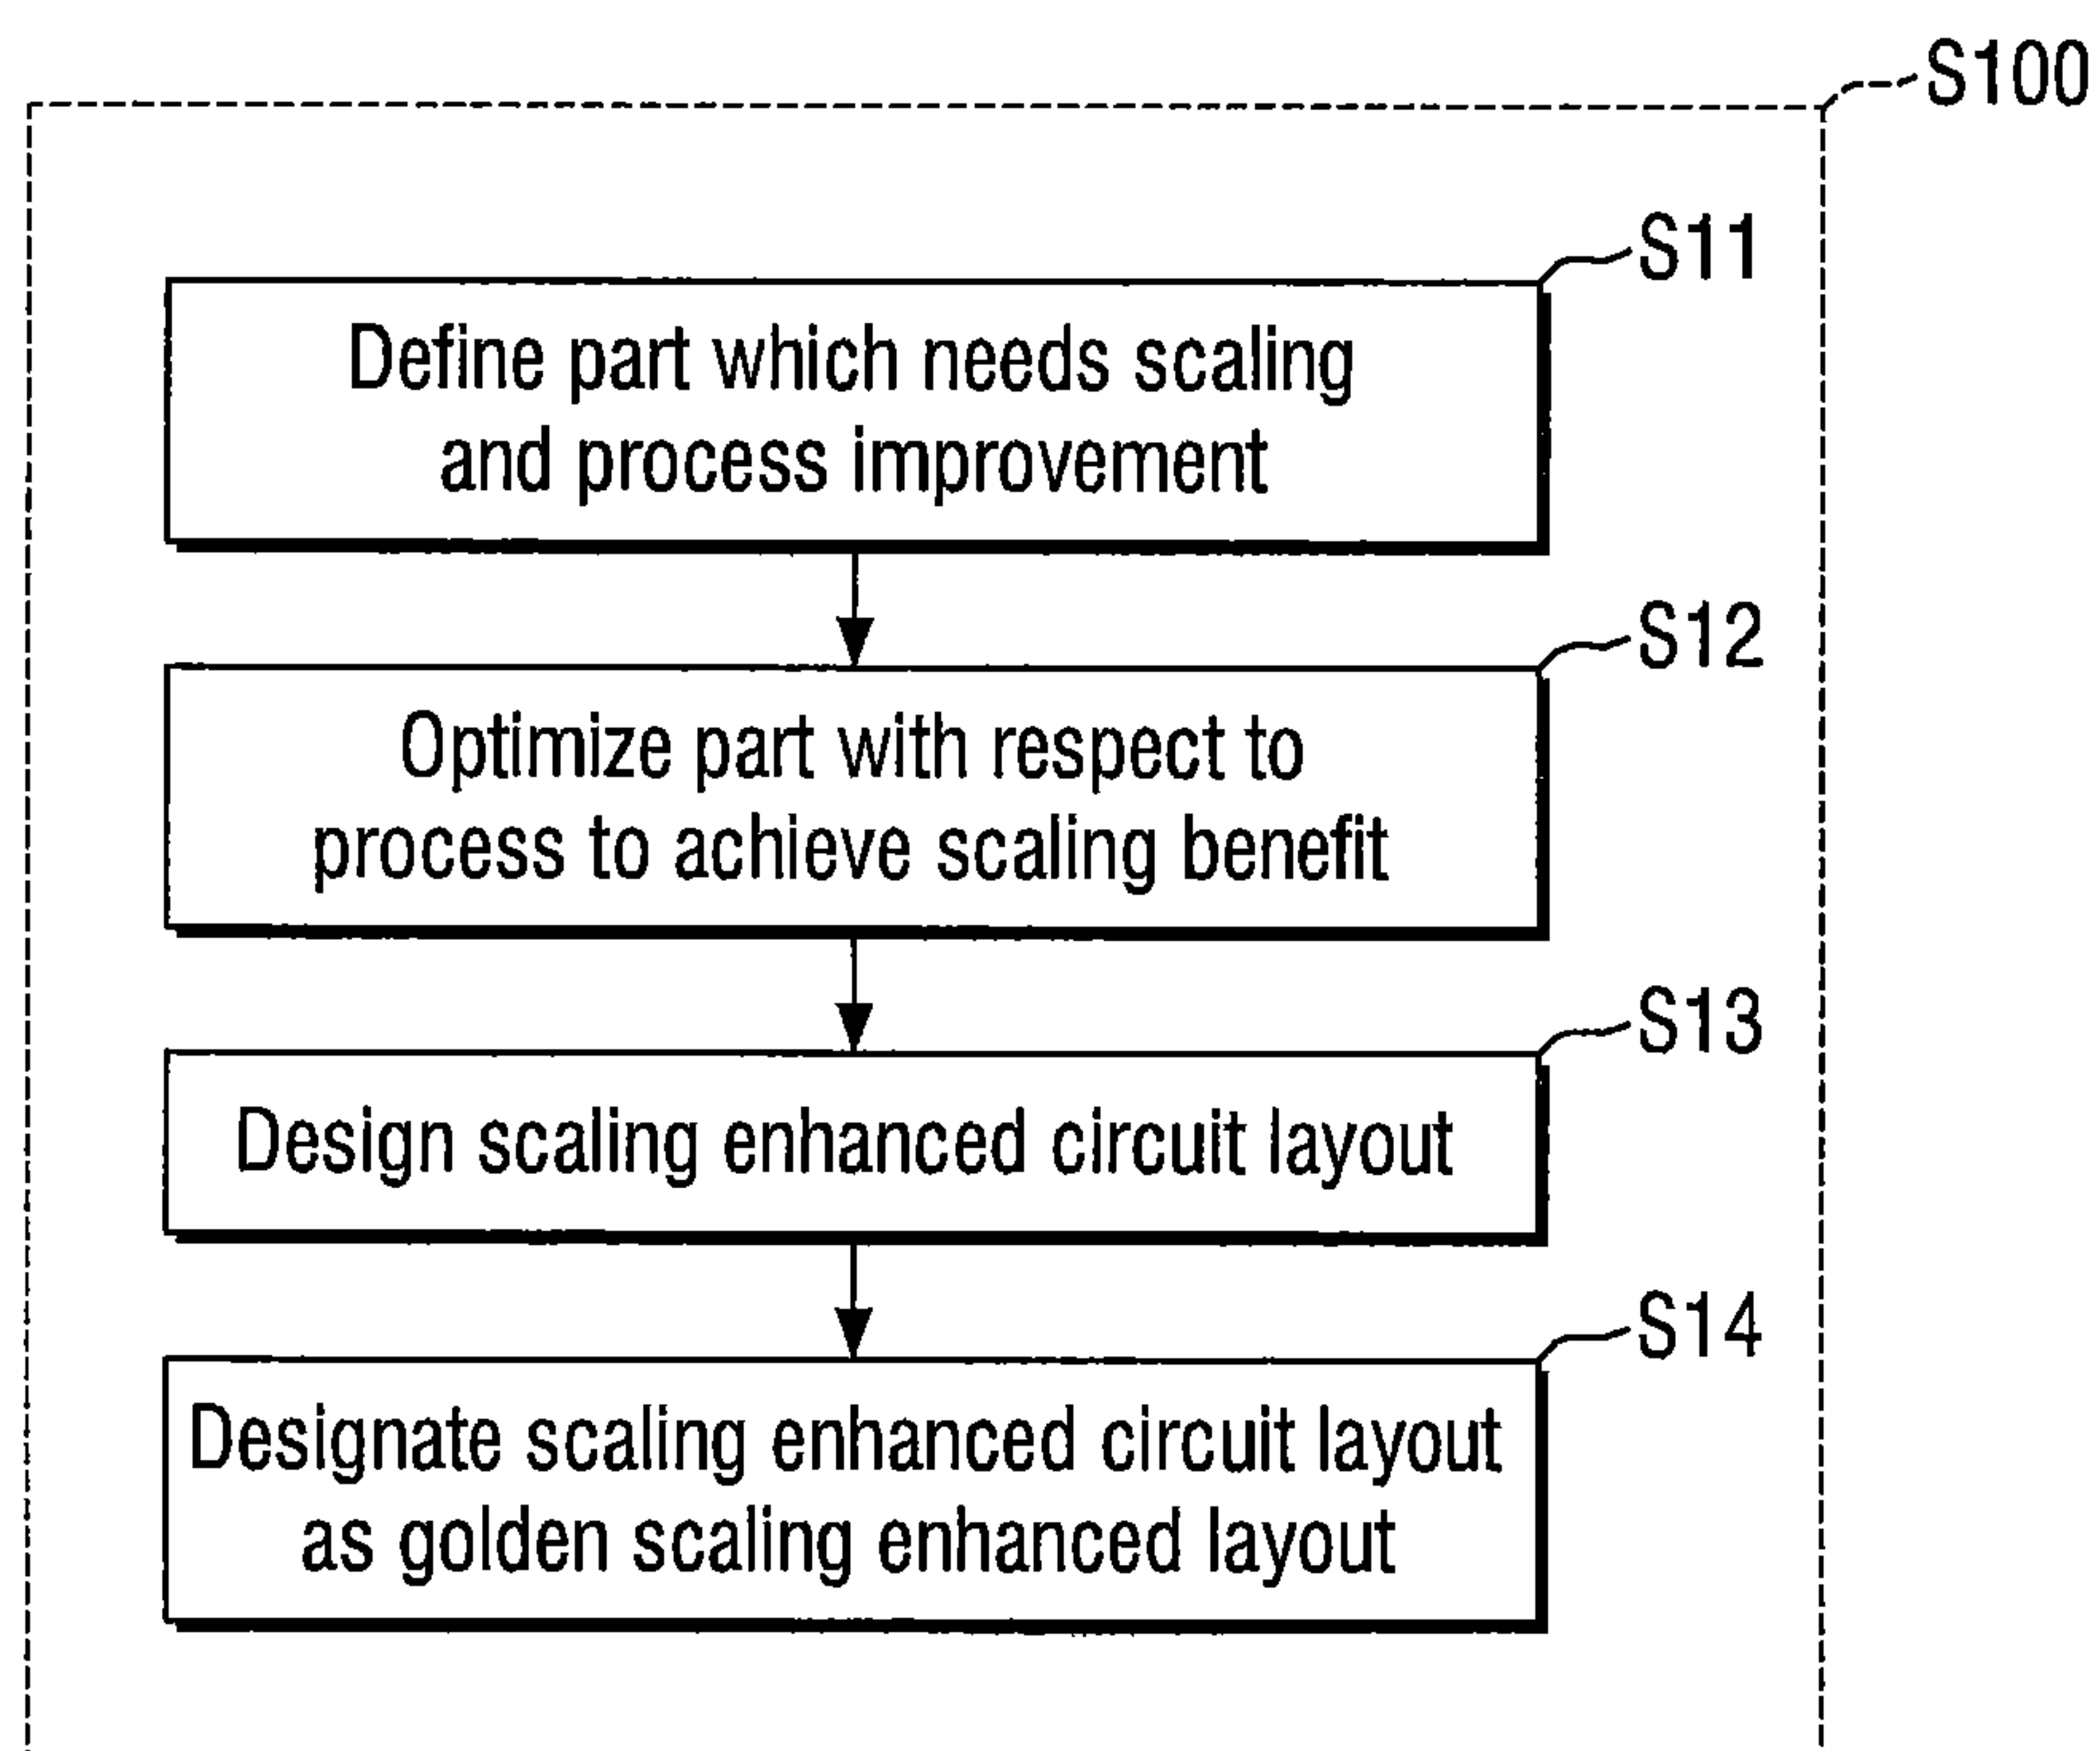 S100
S11
Define part which needs scaling
and process improvement
S12
Optimize part with respect to
process to achieve scaling benefit
S13
Design scaling enhanced circuit layout
S14
Designate scaling enhanced circuit layout
as golden scaling enhanced layout